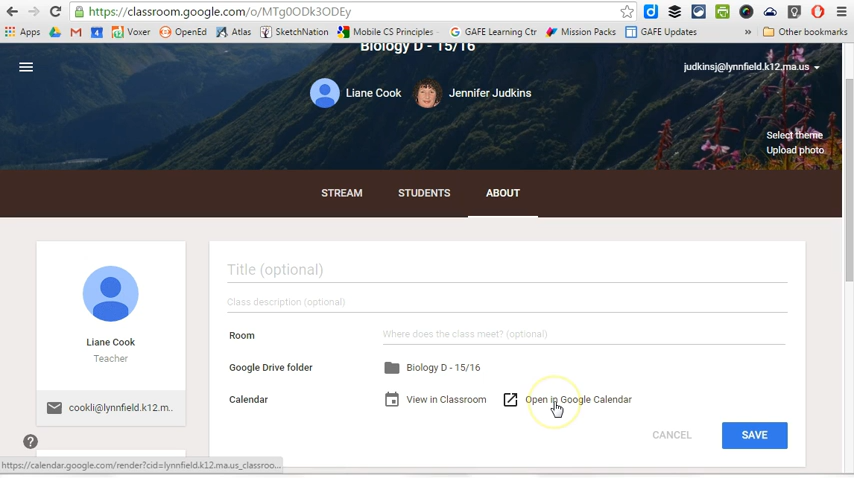 https://classroom.google.com/o/MTg0ODk3ODEy
Apps
4
Voxer
OpenEd
Atlas
SketchNation
Mobile CS Principles
GAFE Learning Ctr
Mission Packs
GAFE Updates
» Other bookmarks
Biology D - 15/16
judkinsj@lynnfield.k12.ma.us
Liane Cook
Jennifer Judkins
Select theme
Upload photo
STREAM STUDENTS ABOUT
Title (optional)
Class description (optional)
Room Where does the class meet? (optional)
Liane Cook
Teacher
Google Drive folder Biology D - 15/16
cookli@lynnfield.k12.m..
Calendar View in Classroom Open in Google Calendar
CANCEL SAVE
?
https://calendar.google.com/render?cid=lynnfield.k12.ma.us_classroo...